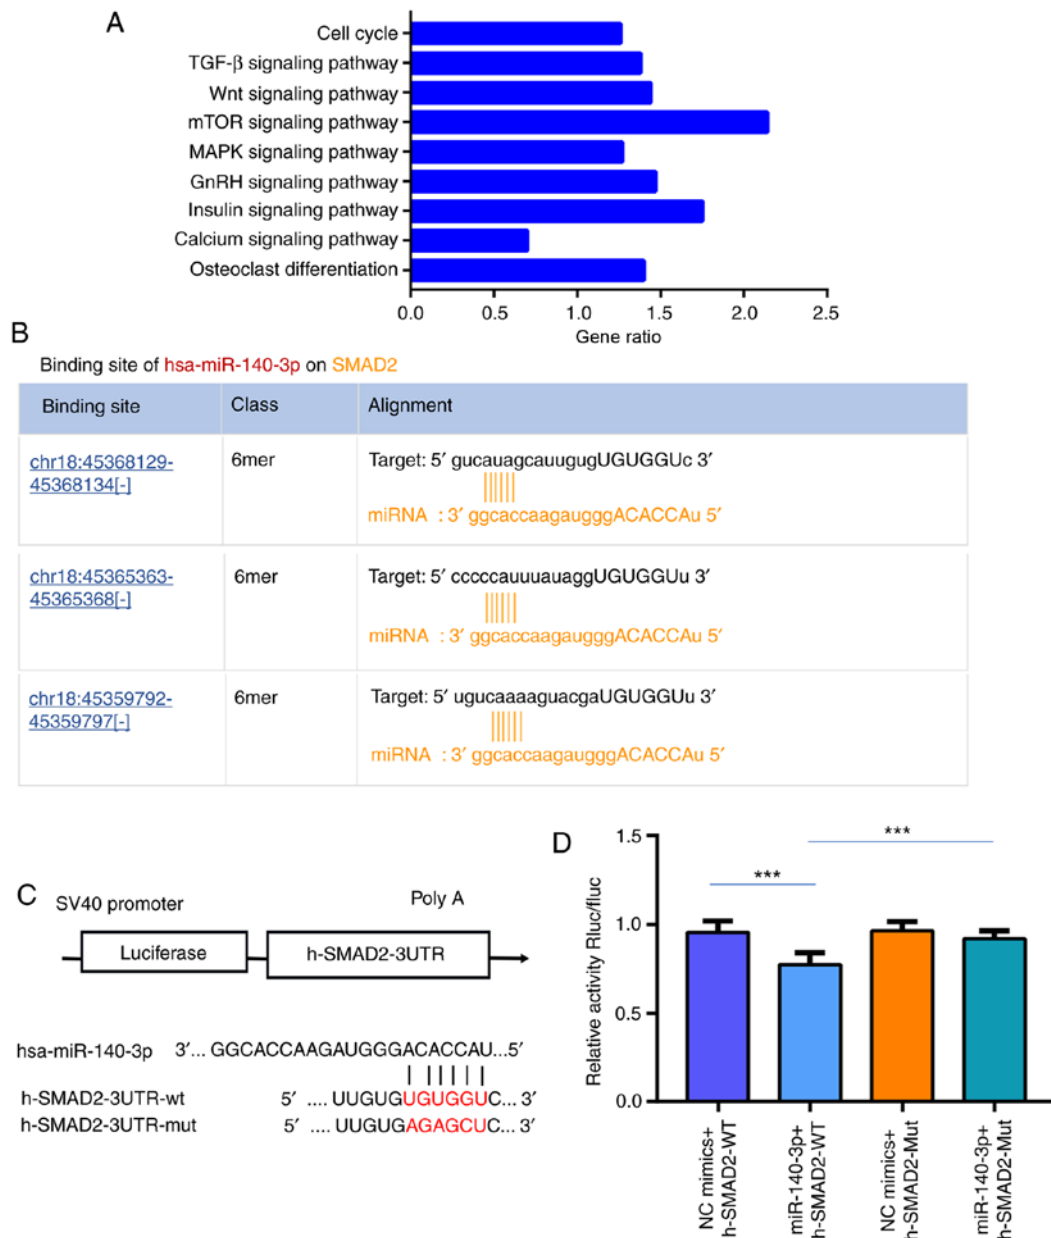 A
Cell cycle
TGF-β signaling pathway
Wnt signaling pathway
mTOR signaling pathway
MAPK signaling pathway
GnRH signaling pathway
Insulin signaling pathway
Calcium signaling pathway
Osteoclast differentiation
0.0 0.5 1.0 1.5 2.0 2.5
Gene ratio
B
Binding site of hsa-miR-140-3p on SMAD2
Binding site Class Alignment
chr18:45368129-
45368134[-]
6mer
Target: 5′ gucauagcauugugUGUGGUc 3′
miRNA : 3′ ggcaccaagaugggACACCAu 5′
chr18:45365363-
45365368[-]
6mer
Target: 5′ cccccauuuauaggUGUGGUu 3′
miRNA : 3′ ggcaccaagaugggACACCAu 5′
chr18:45359792-
45359797[-]
6mer
Target: 5′ ugucaaaaguacgaUGUGGUu 3′
miRNA : 3′ ggcaccaagaugggACACCAu 5′
C
SV40 promoter
Poly A
Luciferase
h-SMAD2-3UTR
hsa-miR-140-3p 3′... GGCACCAAGAUGGGACACCAU...5′
h-SMAD2-3UTR-wt 5′ .... UUGUGUGUGGUC... 3′
h-SMAD2-3UTR-mut 5′ .... UUGUGAGAGCUC... 3′
D
Relative activity Rluc/fluc
1.5
1.0
0.5
0.0
***
***
NC mimics+
h-SMAD2-WT
miR-140-3p+
h-SMAD2-WT
NC mimics+
h-SMAD2-Mut
miR-140-3p+
h-SMAD2-Mut